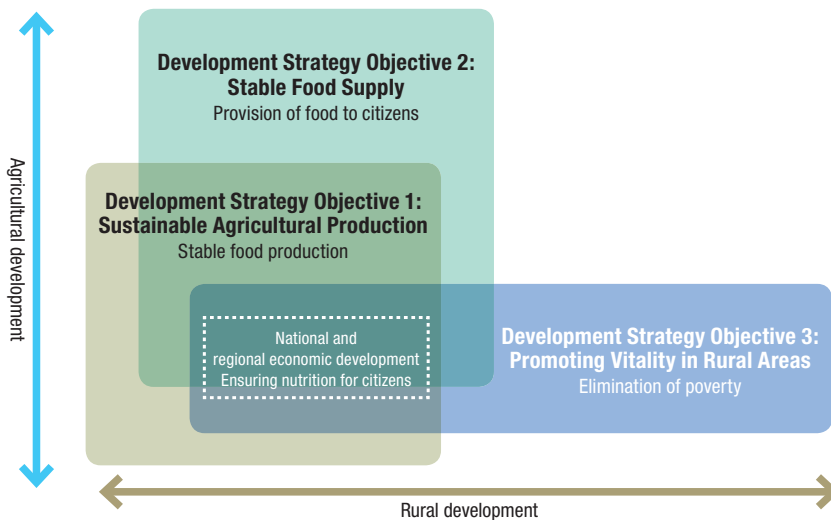 Development Strategy Objective 2:
Stable Food Supply
Provision of food to citizens
Agricultural development
Development Strategy Objective 1:
Sustainable Agricultural Production
Stable food production
National and
regional economic development
Ensuring nutrition for citizens
Development Strategy Objective 3:
Promoting Vitality in Rural Areas
Elimination of poverty
Rural development